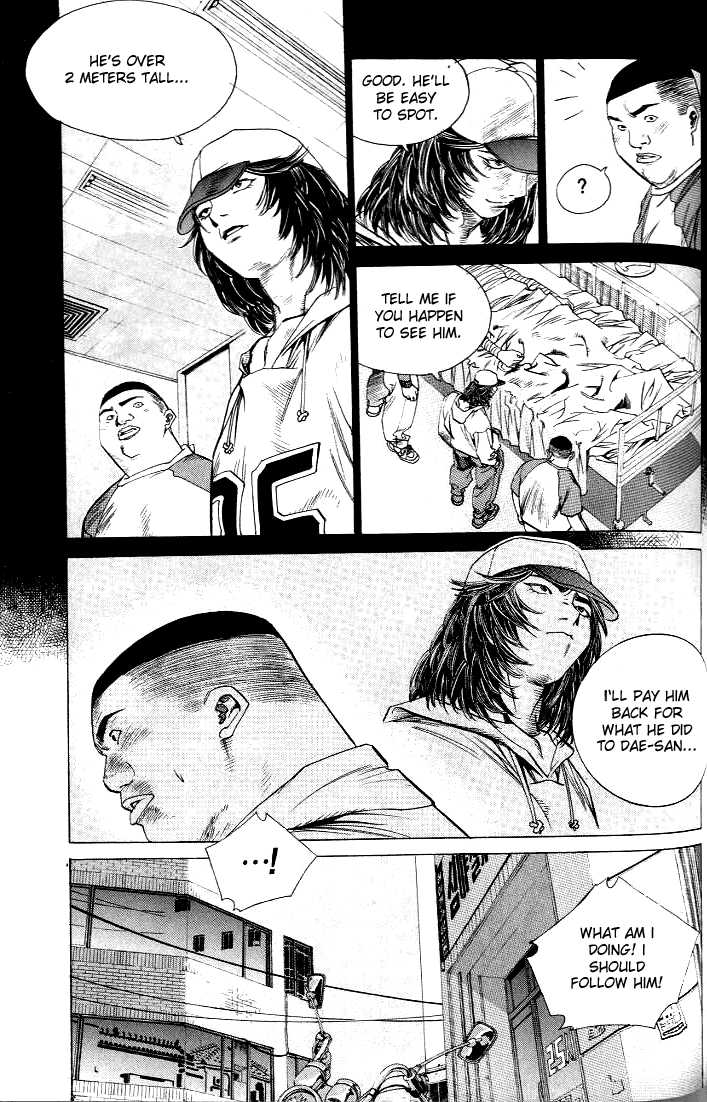 HE'S OVER
2 METERS TALL...
GOOD. HE'LL
BE EASY
TO SPOT.
?
TELL ME IF
YOU HAPPEN
TO SEE HIM.
I'LL PAY HIM
BACK FOR
WHAT HE DID
TO DAE-SAN...
...!
WHAT AM I
DOING! I
SHOULD
FOLLOW HIM!
25